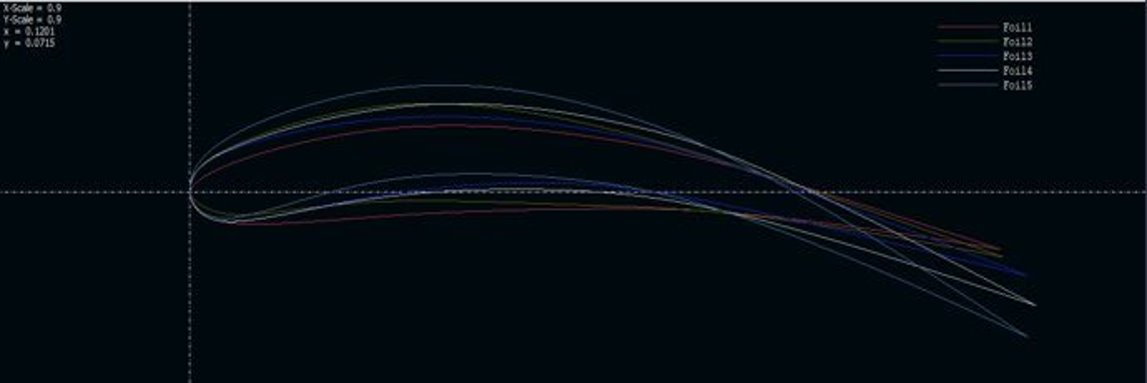 X-Scale = 0.9
Y-Scale = 0.9
x = 0.1201
y = 0.0715
Foil1
Foil2
Foil3
Foil4
Foil5